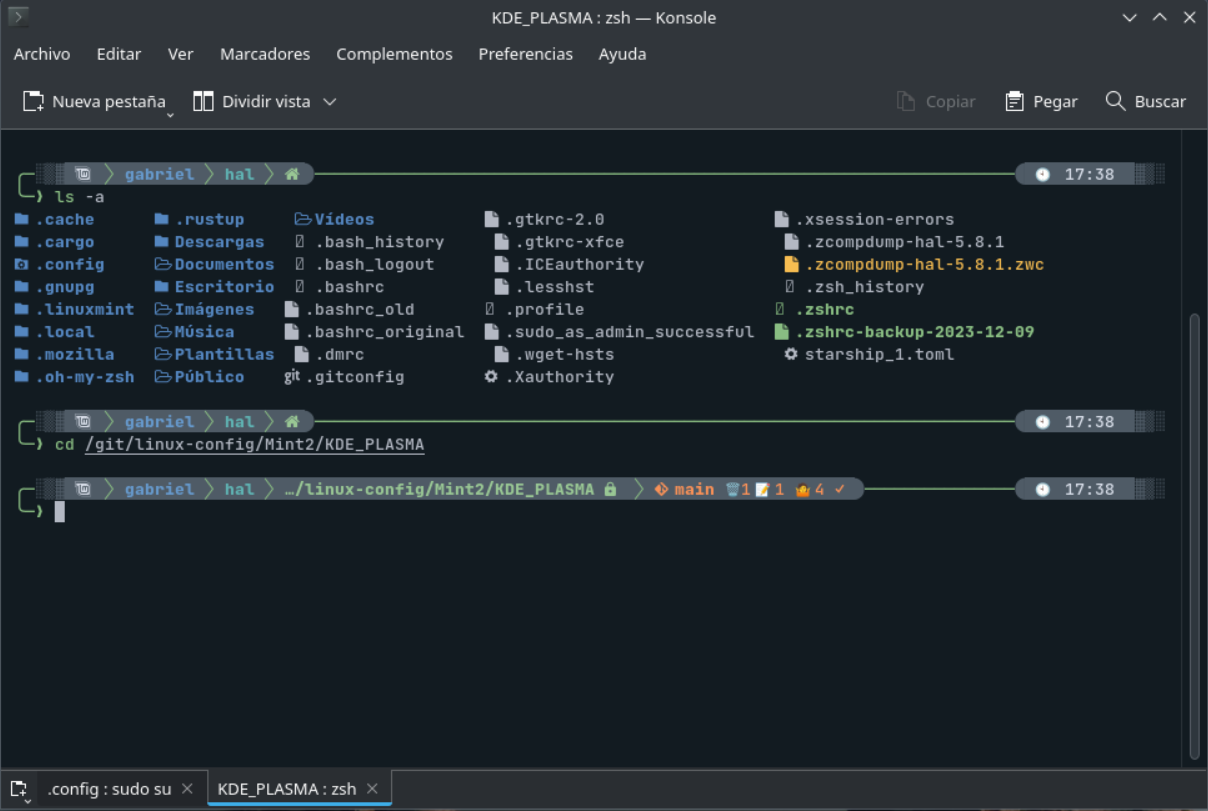 KDE_PLASMA : zsh — Konsole
Archivo Editar Ver Marcadores Complementos Preferencias Ayuda
Nueva pestaña Dividir vista Copiar Pegar Buscar
gabriel hal 17:38
ls -a
.cache .rustup Vídeos .gtkrc-2.0 .xsession-errors
.cargo Descargas .bash_history .gtkrc-xfce .zcompdump-hal-5.8.1
.config Documentos .bash_logout .ICEauthority .zcompdump-hal-5.8.1.zwc
.gnupg Escritorio .bashrc .lesshst .zsh_history
.linuxmint Imágenes .bashrc_old .profile .zshrc
.local Música .bashrc_original .sudo_as_admin_successful .zshrc-backup-2023-12-09
.mozilla Plantillas .dmrc .wget-hsts starship_1.toml
.oh-my-zsh Público git .gitconfig .Xauthority
gabriel hal 17:38
cd /git/linux-config/Mint2/KDE_PLASMA
gabriel hal …/linux-config/Mint2/KDE_PLASMA main 🗑️1 📝1 🤷4 ✓ 17:38
.config : sudo su KDE_PLASMA : zsh